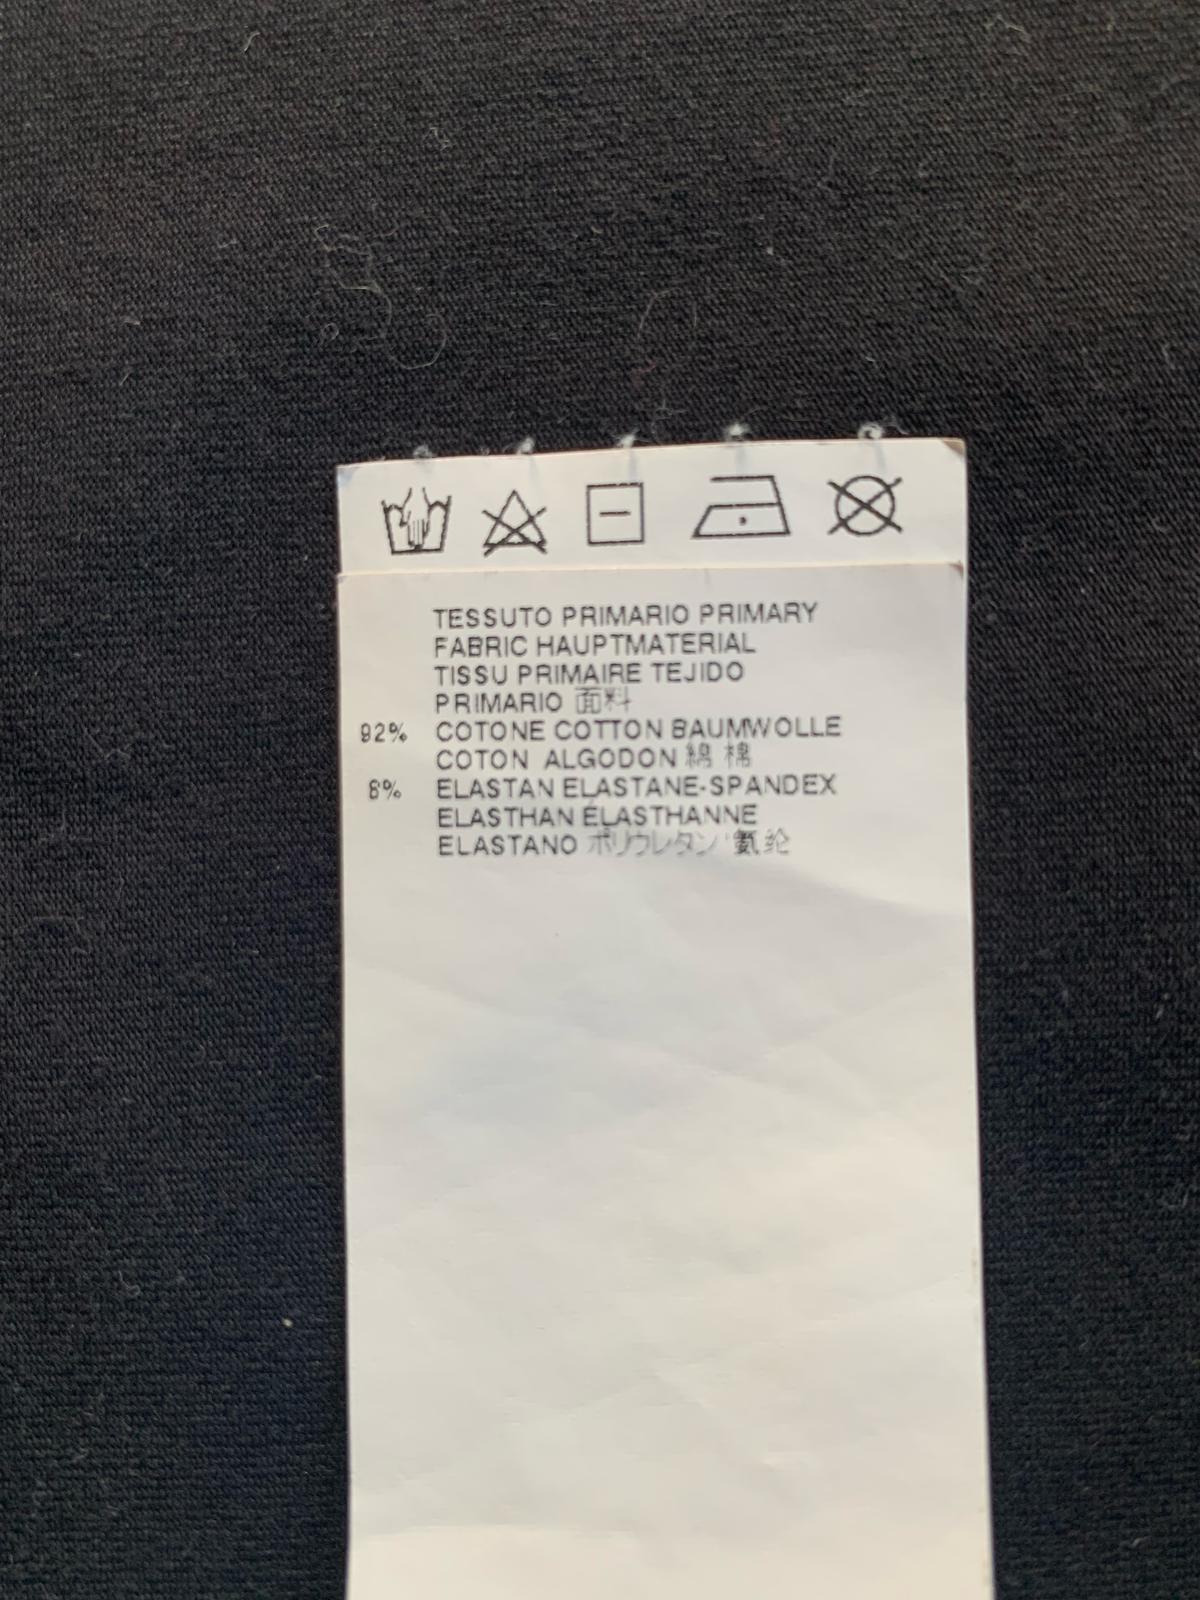 TESSUTO PRIMARIO PRIMARY
FABRIC HAUPTMATERIAL
TISSU PRIMAIRE TEJIDO
PRIMARIO 面料
92% COTONE COTTON BAUMWOLLE
COTON ALGODON 綿 棉
8% ELASTAN ELASTANE-SPANDEX
ELASTHAN ÉLASTHANNE
ELASTANO ポリウレタン 氨纶